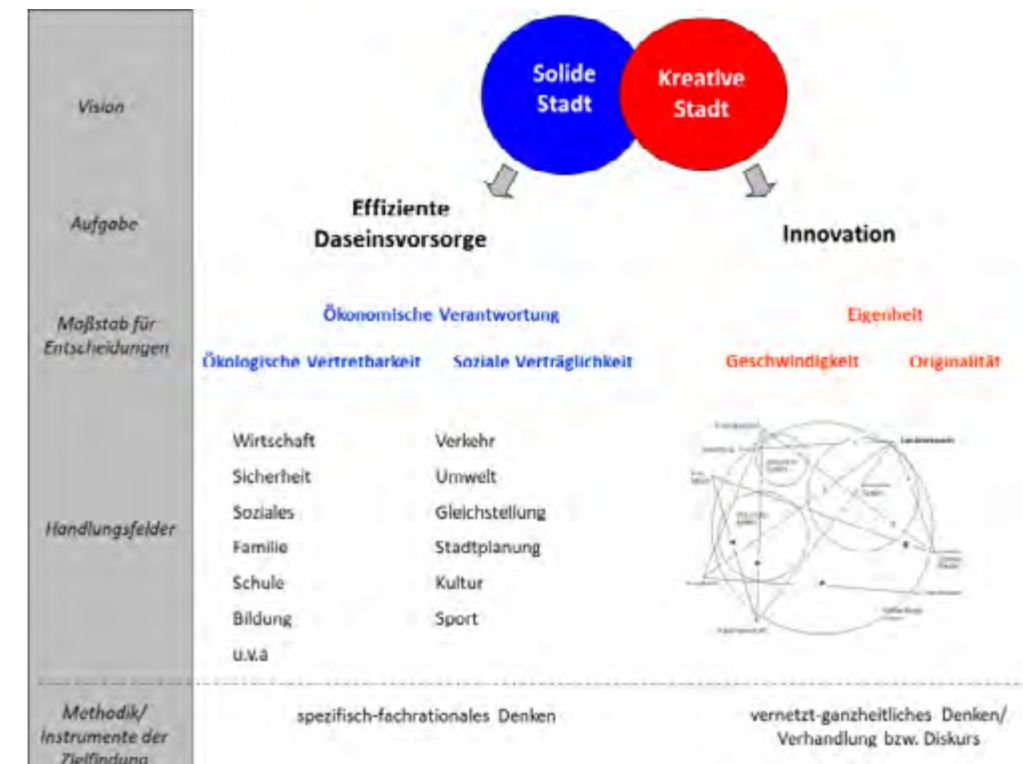 Solide
Stadt
Kreative
Stadt
Vision
Aufgabe
Effiziente
Daseinsvorsorge
Innovation
Maßstab für
Entscheidungen
Ökonomische Verantwortung
Ökologische Vertretbarkeit
Soziale Verträglichkeit
Eigenheit
Geschwindigkeit
Originalität
Handlungsfelder
Wirtschaft
Verkehr
Sicherheit
Umwelt
Soziales
Gleichstellung
Familie
Stadtplanung
Schule
Kultur
Bildung
Sport
u.v.a
Methodik/
Instrumente der
Zielfindung
spezifisch-fachrationales Denken
vernetzt-ganzheitliches Denken/
Verhandlung bzw. Diskurs